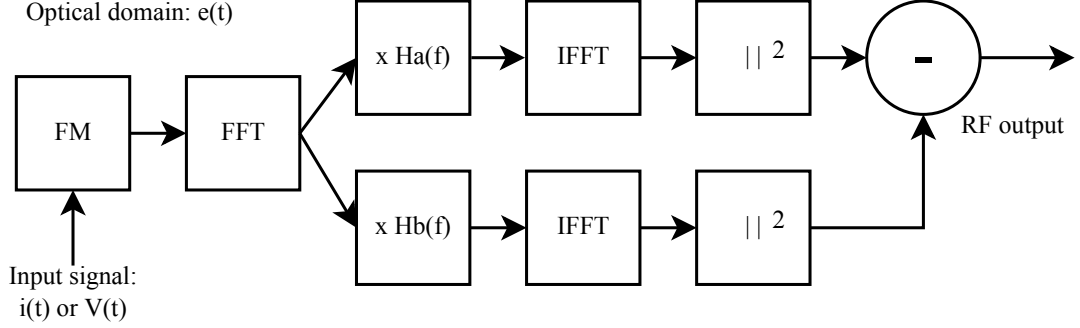 Optical domain: e(t)
x Ha(f)
IFFT
| | 2
-
FM
FFT
RF output
x Hb(f)
IFFT
| | 2
Input signal:
i(t) or V(t)